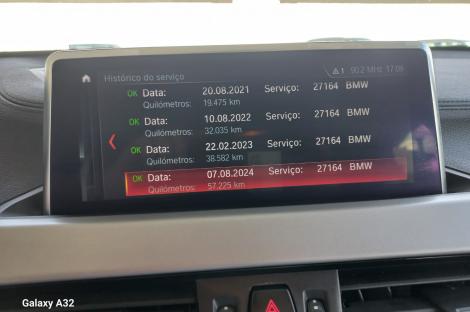 Histórico do serviço
1 90.2 MHz 17:09
OK Data: 20.08.2021 Serviço: 27164 BMW
Quilómetros: 19.475 km
OK Data: 10.08.2022 Serviço: 27164 BMW
Quilómetros: 32.035 km
OK Data: 22.02.2023 Serviço: 27164 BMW
Quilómetros: 38.582 km
OK Data: 07.08.2024 Serviço: 27164 BMW
Quilómetros: 57.225 km
Galaxy A32